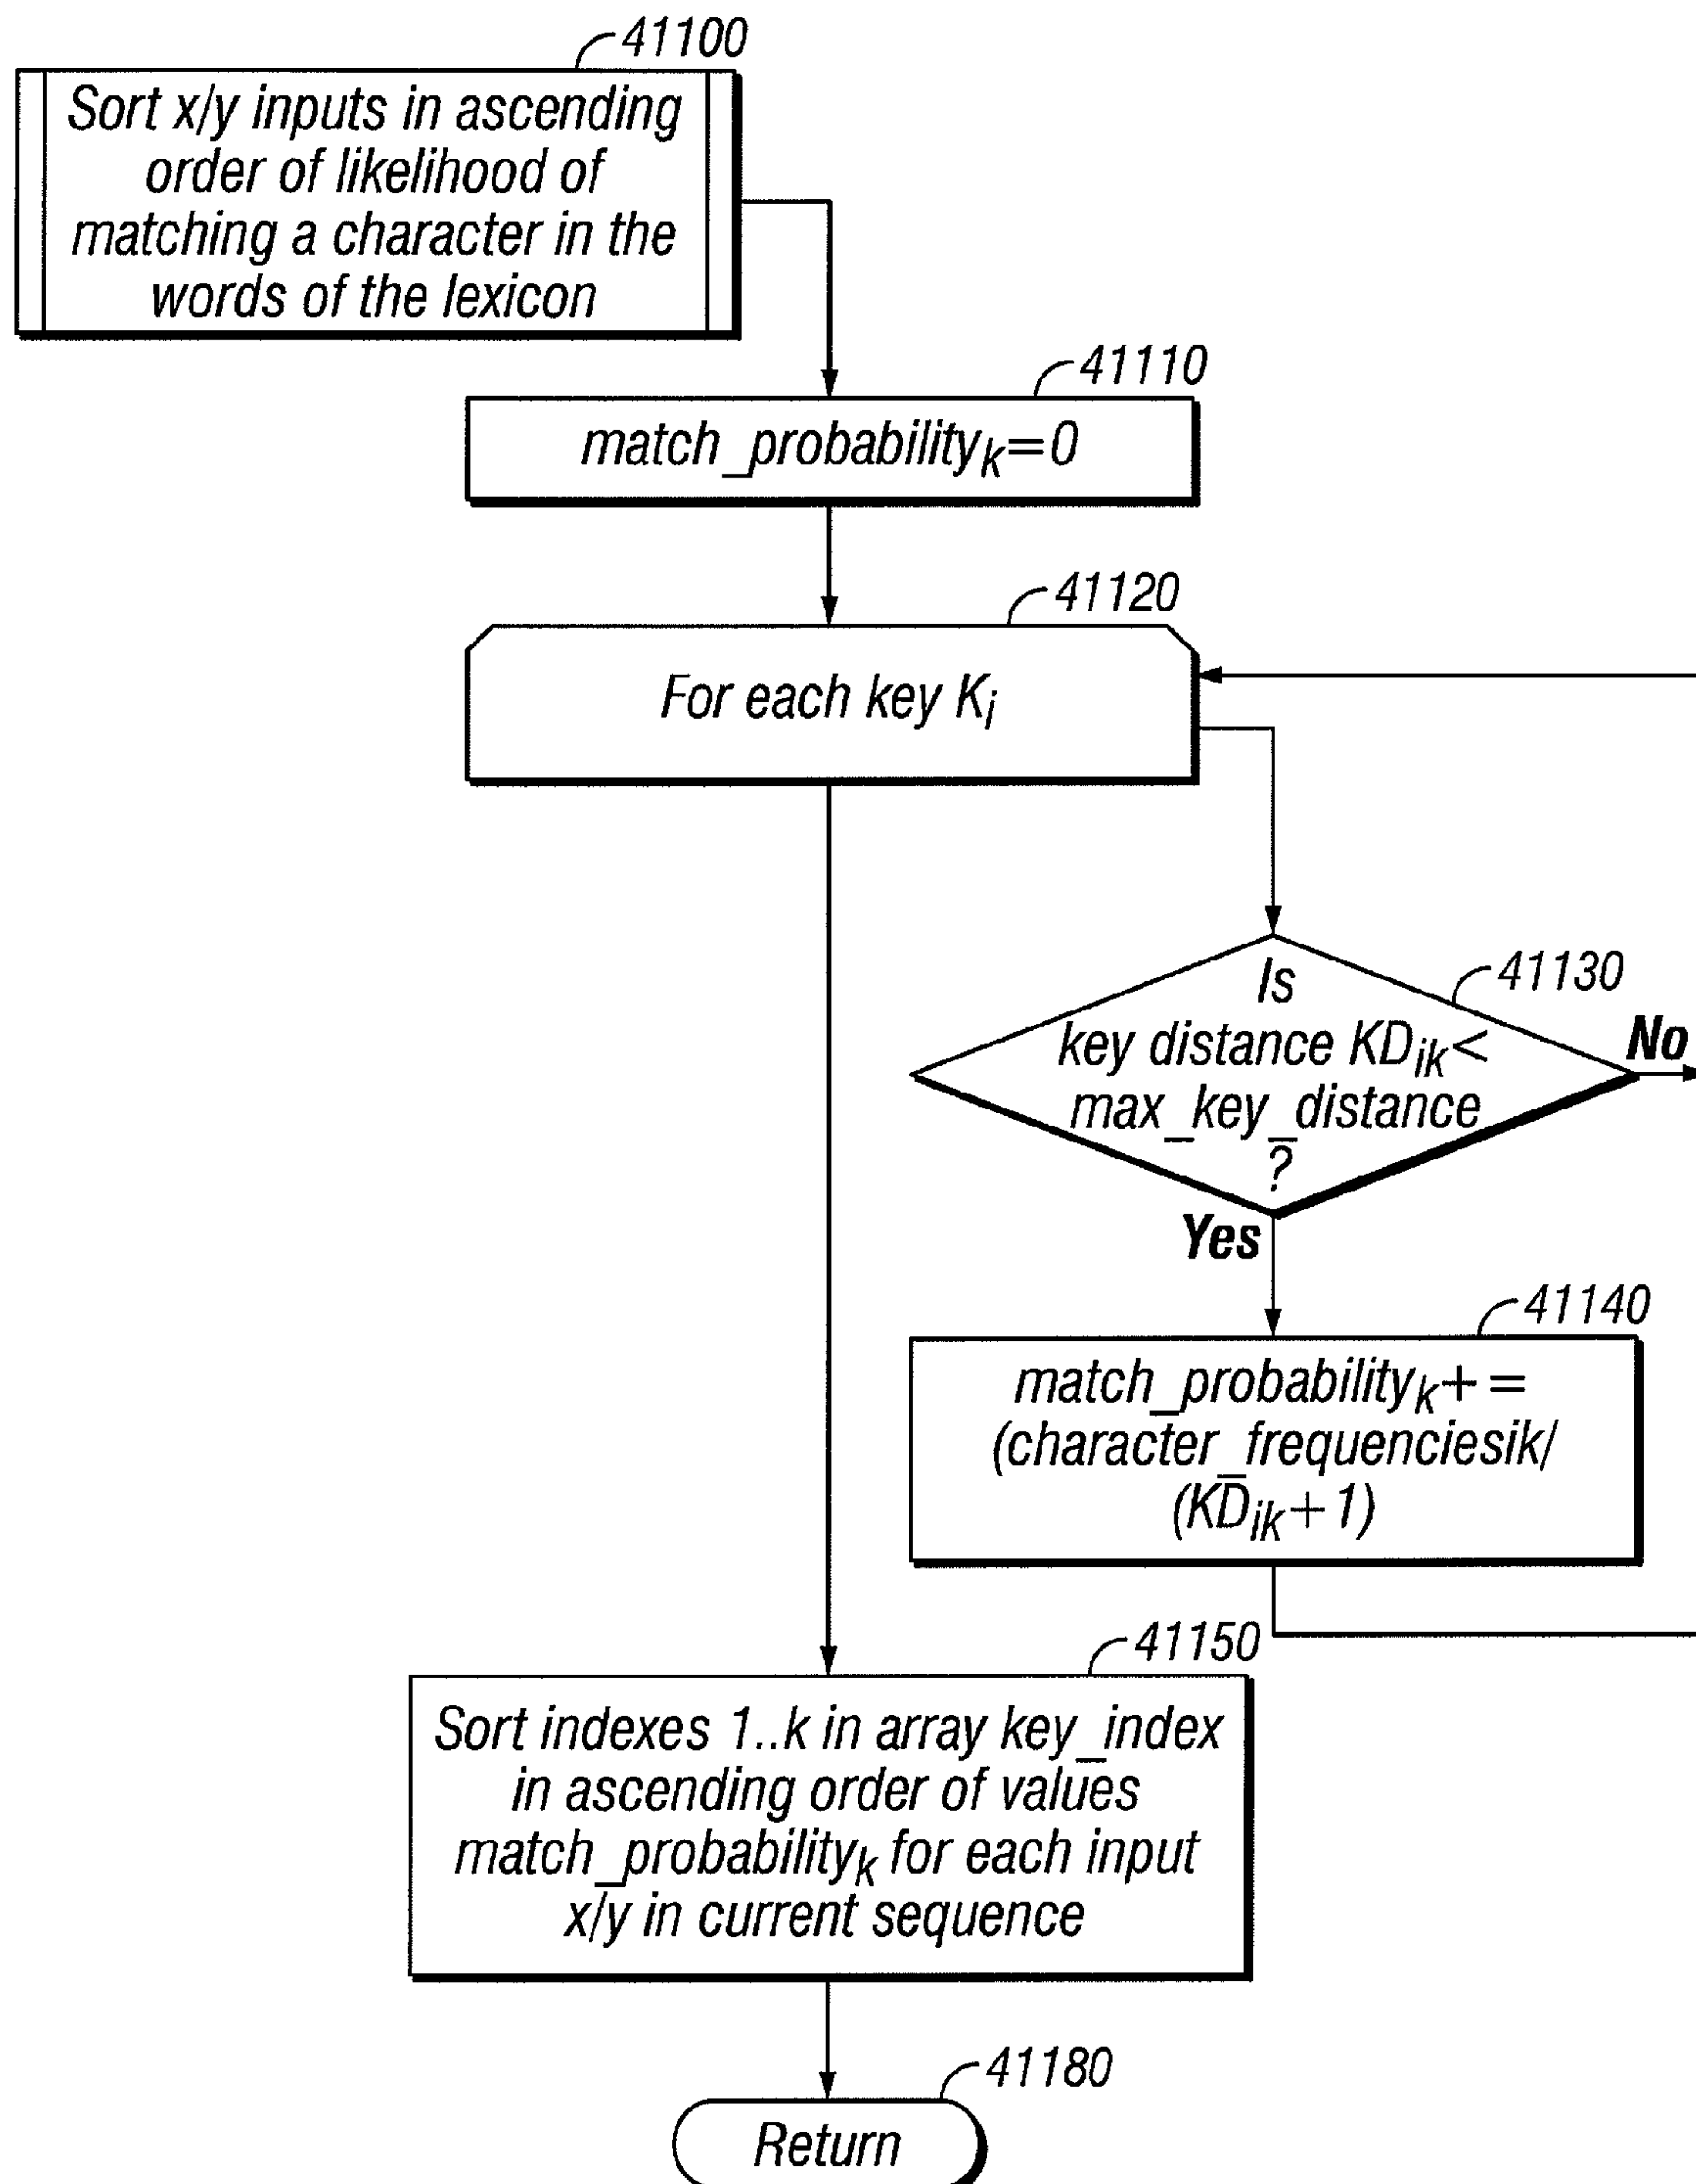 41100
Sort x/y inputs in ascending
order of likelihood of
matching a character in the
words of the lexicon
41110
match_probabilityk=0
41120
For each key Ki
41130
Is
key distance KDik<
max_key_distance
?
No
Yes
41140
match_probabilityk+=
(character_frequenciesik/
(KDik+1)
41150
Sort indexes 1..k in array key_index
in ascending order of values
match_probabilityk for each input
x/y in current sequence
41180
Return